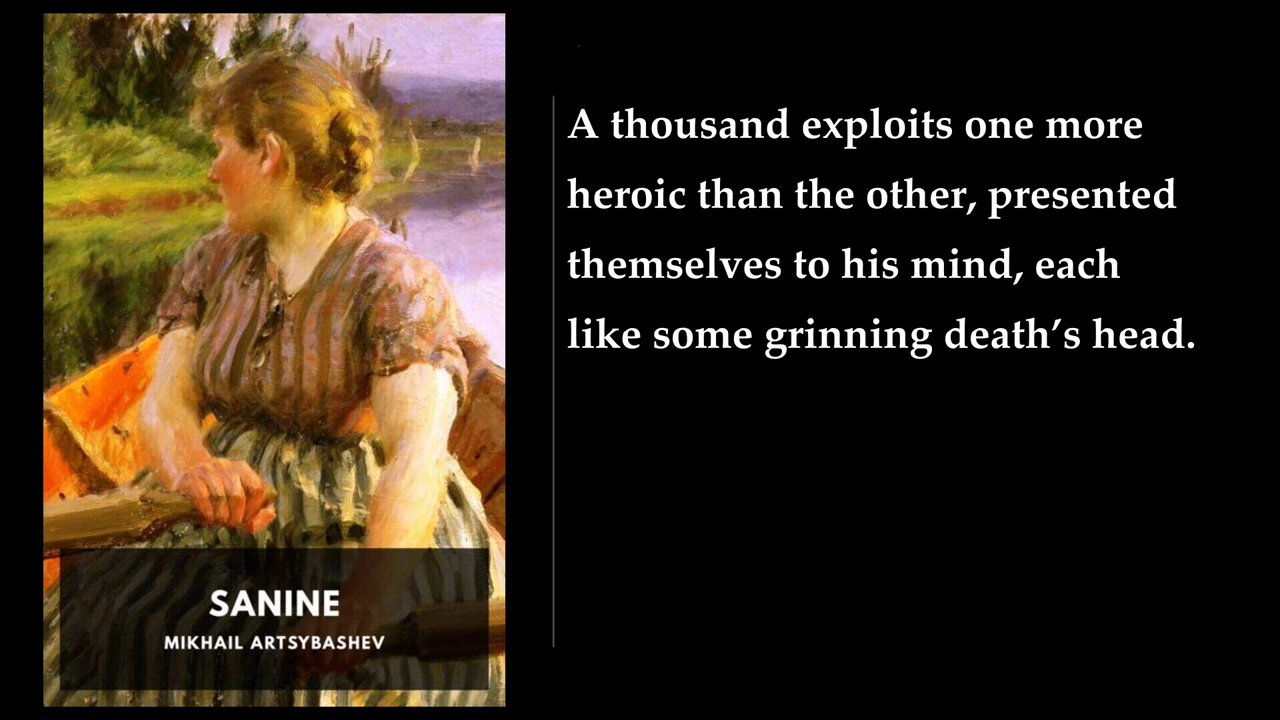 SANINE
MIKHAIL ARTSYBASHEV
A thousand exploits one more
heroic than the other, presented
themselves to his mind, each
like some grinning death’s head.